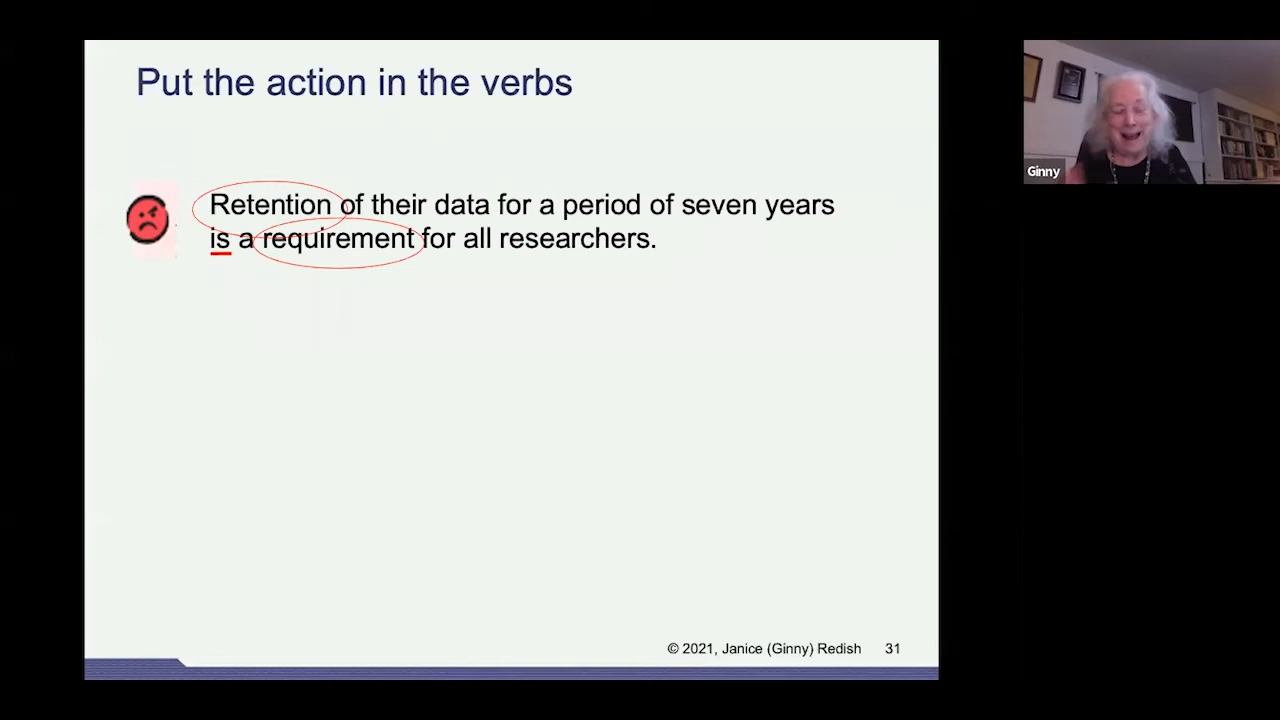 Put the action in the verbs
Retention of their data for a period of seven years
is a requirement for all researchers.
© 2021, Janice (Ginny) Redish 31
Ginny